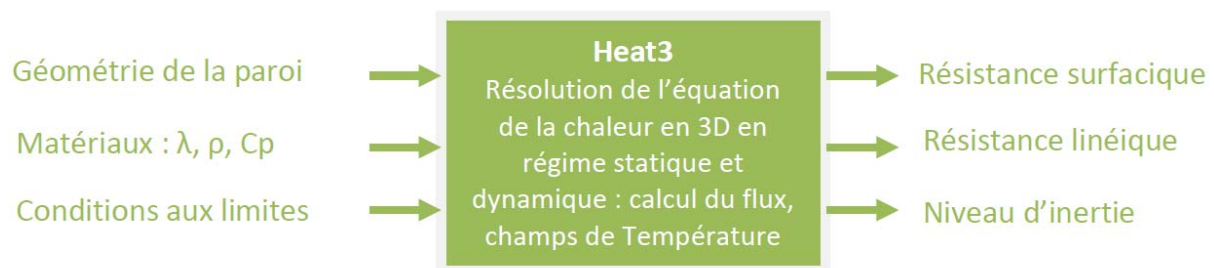 Géométrie de la paroi
Matériaux : λ, ρ, Cp
Conditions aux limites
Heat3
Résolution de l’équation
de la chaleur en 3D en
régime statique et
dynamique : calcul du flux,
champs de Température
Résistance surfacique
Résistance linéique
Niveau d’inertie